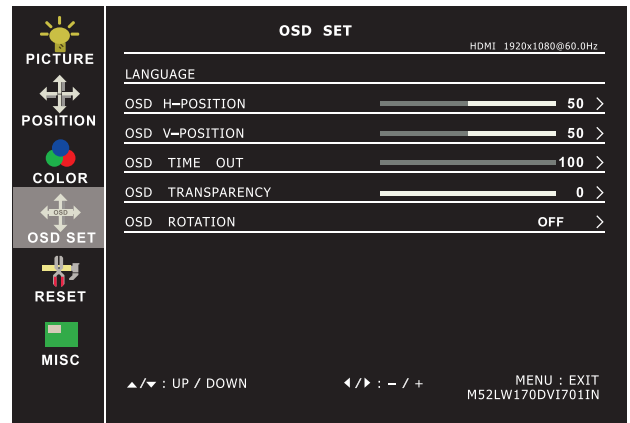 PICTURE
POSITION
COLOR
OSD
OSD SET
RESET
MISC
OSD SET
HDMI 1920x1080@60.0Hz
LANGUAGE
OSD H-POSITION 50 >
OSD V-POSITION 50 >
OSD TIME OUT 100 >
OSD TRANSPARENCY 0 >
OSD ROTATION OFF >
▲/▼ : UP / DOWN ◀/▶ : - / + MENU : EXIT
M52LW170DVI701IN